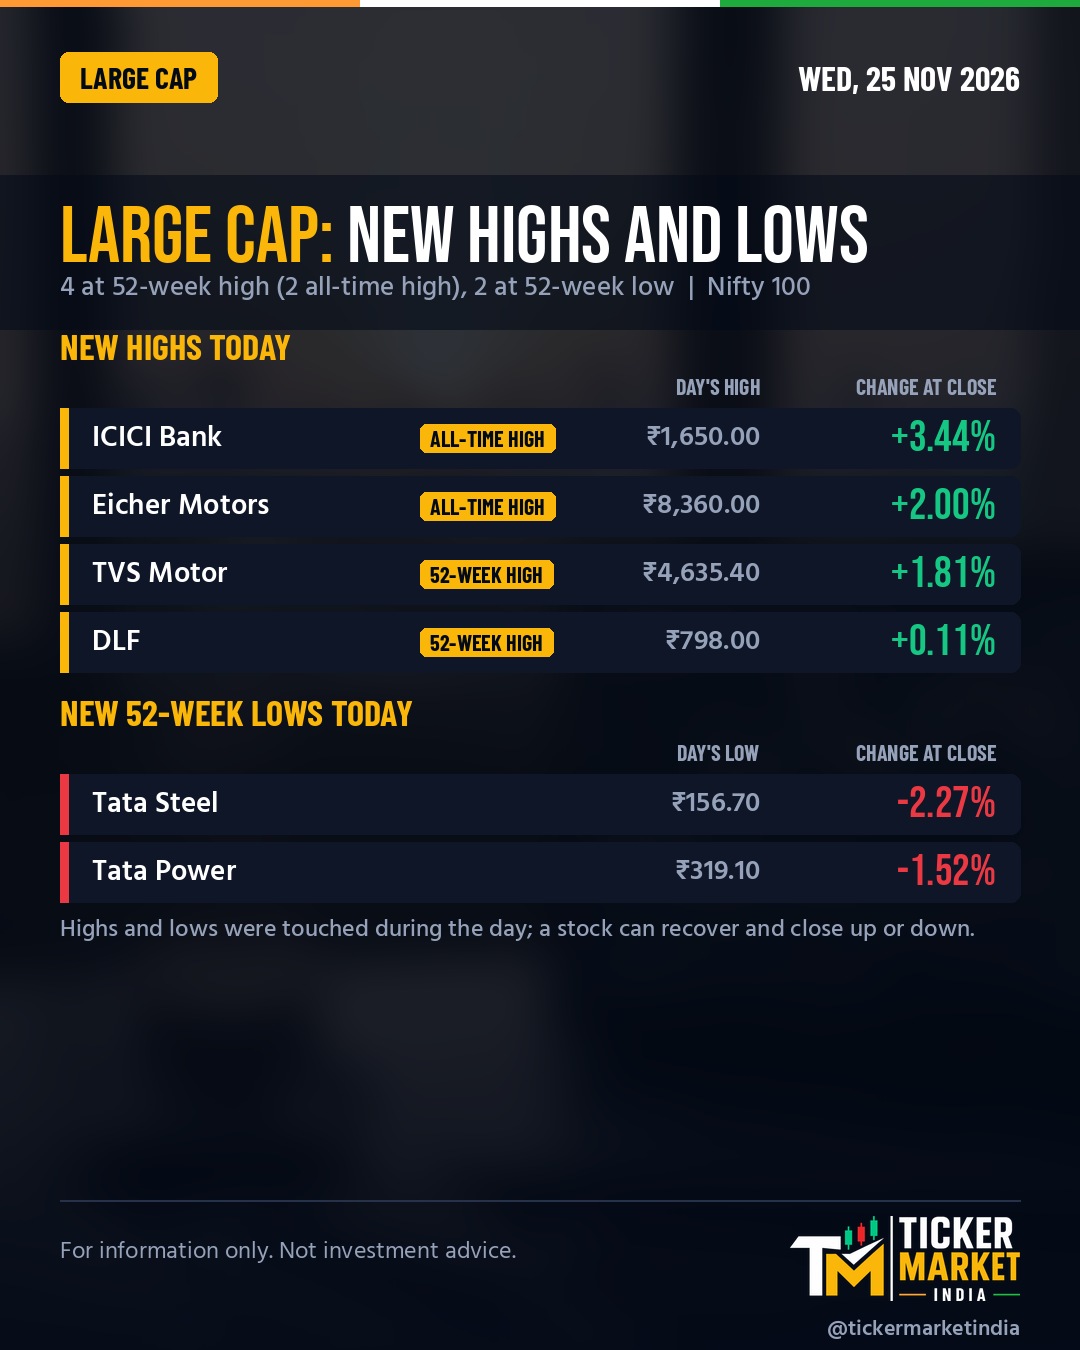 LARGE CAP
WED, 25 NOV 2026
LARGE CAP: NEW HIGHS AND LOWS
4 at 52-week high (2 all-time high), 2 at 52-week low | Nifty 100
NEW HIGHS TODAY
DAY'S HIGH CHANGE AT CLOSE
ICICI Bank ALL-TIME HIGH ₹1,650.00 +3.44%
Eicher Motors ALL-TIME HIGH ₹8,360.00 +2.00%
TVS Motor 52-WEEK HIGH ₹4,635.40 +1.81%
DLF 52-WEEK HIGH ₹798.00 +0.11%
NEW 52-WEEK LOWS TODAY
DAY'S LOW CHANGE AT CLOSE
Tata Steel ₹156.70 -2.27%
Tata Power ₹319.10 -1.52%
Highs and lows were touched during the day; a stock can recover and close up or down.
For information only. Not investment advice.
TM TICKER
MARKET
INDIA
@tickermarketindia